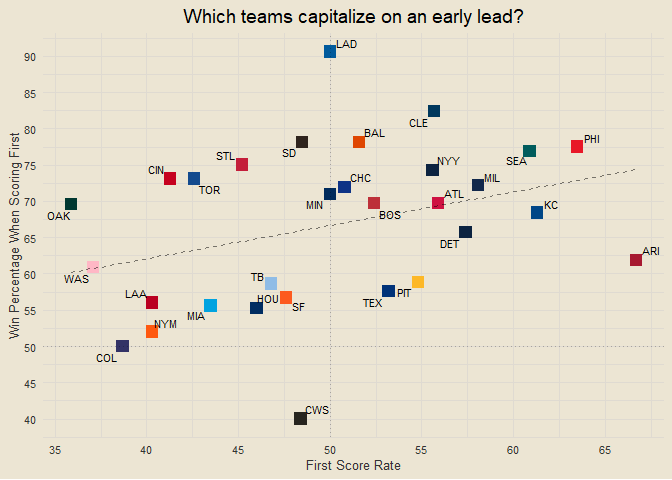 Which teams capitalize on an early lead?
Win Percentage When Scoring First
90
85
80
75
70
65
60
55
50
45
40
LAD
CLE
BAL
SD
PHI
SEA
STL
CIN
TOR
NYY
MIL
CHC
MIN
ATL
OAK
BOS
KC
DET
ARI
WAS
TB
PIT
TEX
LAA
HOU
SF
MIA
NYM
COL
CWS
35
40
45
50
55
60
65
First Score Rate